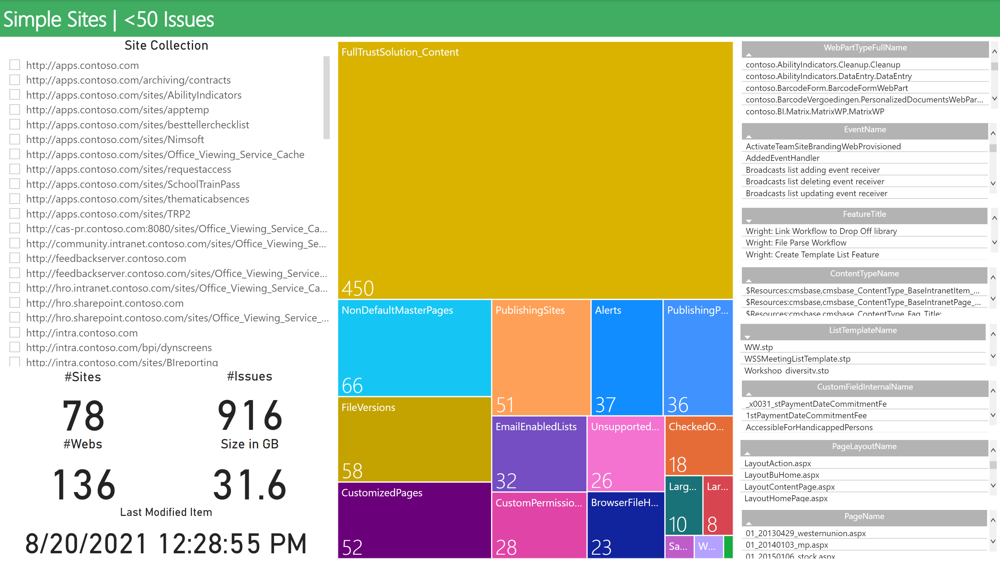 Simple Sites | <50 Issues
Site Collection
http://apps.contoso.com
http://apps.contoso.com/archiving/contracts
http://apps.contoso.com/sites/AbilityIndicators
http://apps.contoso.com/sites/apptemp
http://apps.contoso.com/sites/besttellerchecklist
http://apps.contoso.com/sites/Nimsoft
http://apps.contoso.com/sites/Office_Viewing_Service_Cache
http://apps.contoso.com/sites/requestaccess
http://apps.contoso.com/sites/SchoolTrainPass
http://apps.contoso.com/sites/thematicabsences
http://apps.contoso.com/sites/TRP2
http://cas-pr.contoso.com:8080/sites/Office_Viewing_Service_Ca...
http://community.intranet.contoso.com/sites/Office_Viewing_Se...
http://feedbackserver.contoso.com
http://feedbackserver.contoso.com/sites/Office_Viewing_Service...
http://hro.intranet.contoso.com/sites/Office_Viewing_Service_Ca...
http://hro.sharepoint.contoso.com
http://hro.sharepoint.contoso.com/sites/Office_Viewing_Service_...
http://intra.contoso.com
http://intra.contoso.com/bpi/dynscreens
http://intra.contoso.com/sites/BIreporting
#Sites
78
#Issues
916
#Webs
136
Size in GB
31.6
Last Modified Item
8/20/2021 12:28:55 PM
FullTrustSolution_Content
450
NonDefaultMasterPages
66
FileVersions
58
CustomizedPages
52
PublishingSites
51
Alerts
37
PublishingP...
36
EmailEnabledLists
32
Unsupported...
26
CheckedO...
18
CustomPermissio...
28
BrowserFileH...
23
Larg...
10
Lar...
8
Sa...
W...
WebPartTypeFullName
contoso.AbilityIndicators.Cleanup.Cleanup
contoso.AbilityIndicators.DataEntry.DataEntry
contoso.BarcodeForm.BarcodeFormWebPart
contoso.BarcodeVergoedingen.PersonalizedDocumentsWebPar...
contoso.BI.Matrix.MatrixWP.MatrixWP
EventName
ActivateTeamSiteBrandingWebProvisioned
AddedEventHandler
Broadcasts list adding event receiver
Broadcasts list deleting event receiver
Broadcasts list updating event receiver
FeatureTitle
Wright: Link Workflow to Drop Off library
Wright: File Parse Workflow
Wright: Create Template List Feature
ContentTypeName
$Resources:cmsbase,cmsbase_ContentType_BaseIntranetItem_...
$Resources:cmsbase,cmsbase_ContentType_BaseIntranetPage_...
$Resources:cmsbase,cmsbase_ContentType_Faq_Title;
ListTemplateName
WW.stp
WSSMeetingListTemplate.stp
Workshop_diversity.stp
CustomFieldInternalName
_x0031_stPaymentDateCommitmentFe
1stPaymentDateCommitmentFee
AccessibleForHandicappedPersons
PageLayoutName
LayoutAction.aspx
LayoutBuHome.aspx
LayoutContentPage.aspx
LayoutHomePage.aspx
PageName
01_20130429_westernunion.aspx
01_20140103_mp.aspx
01_20150106_stock.aspx